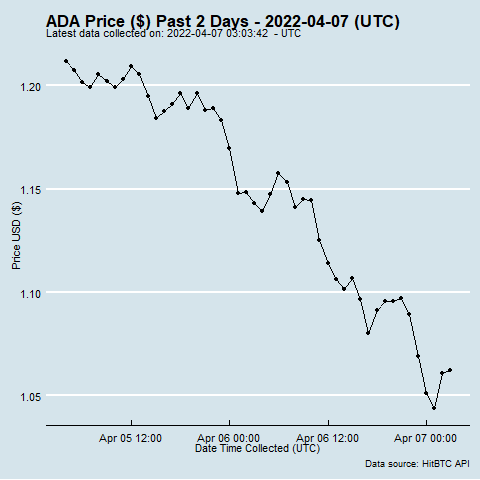 ADA Price ($) Past 2 Days - 2022-04-07 (UTC)
Latest data collected on: 2022-04-07 03:03:42 - UTC
1.20
1.15
1.10
1.05
Price USD ($)
Apr 05 12:00
Apr 06 00:00
Apr 06 12:00
Apr 07 00:00
Date Time Collected (UTC)
Data source: HitBTC API